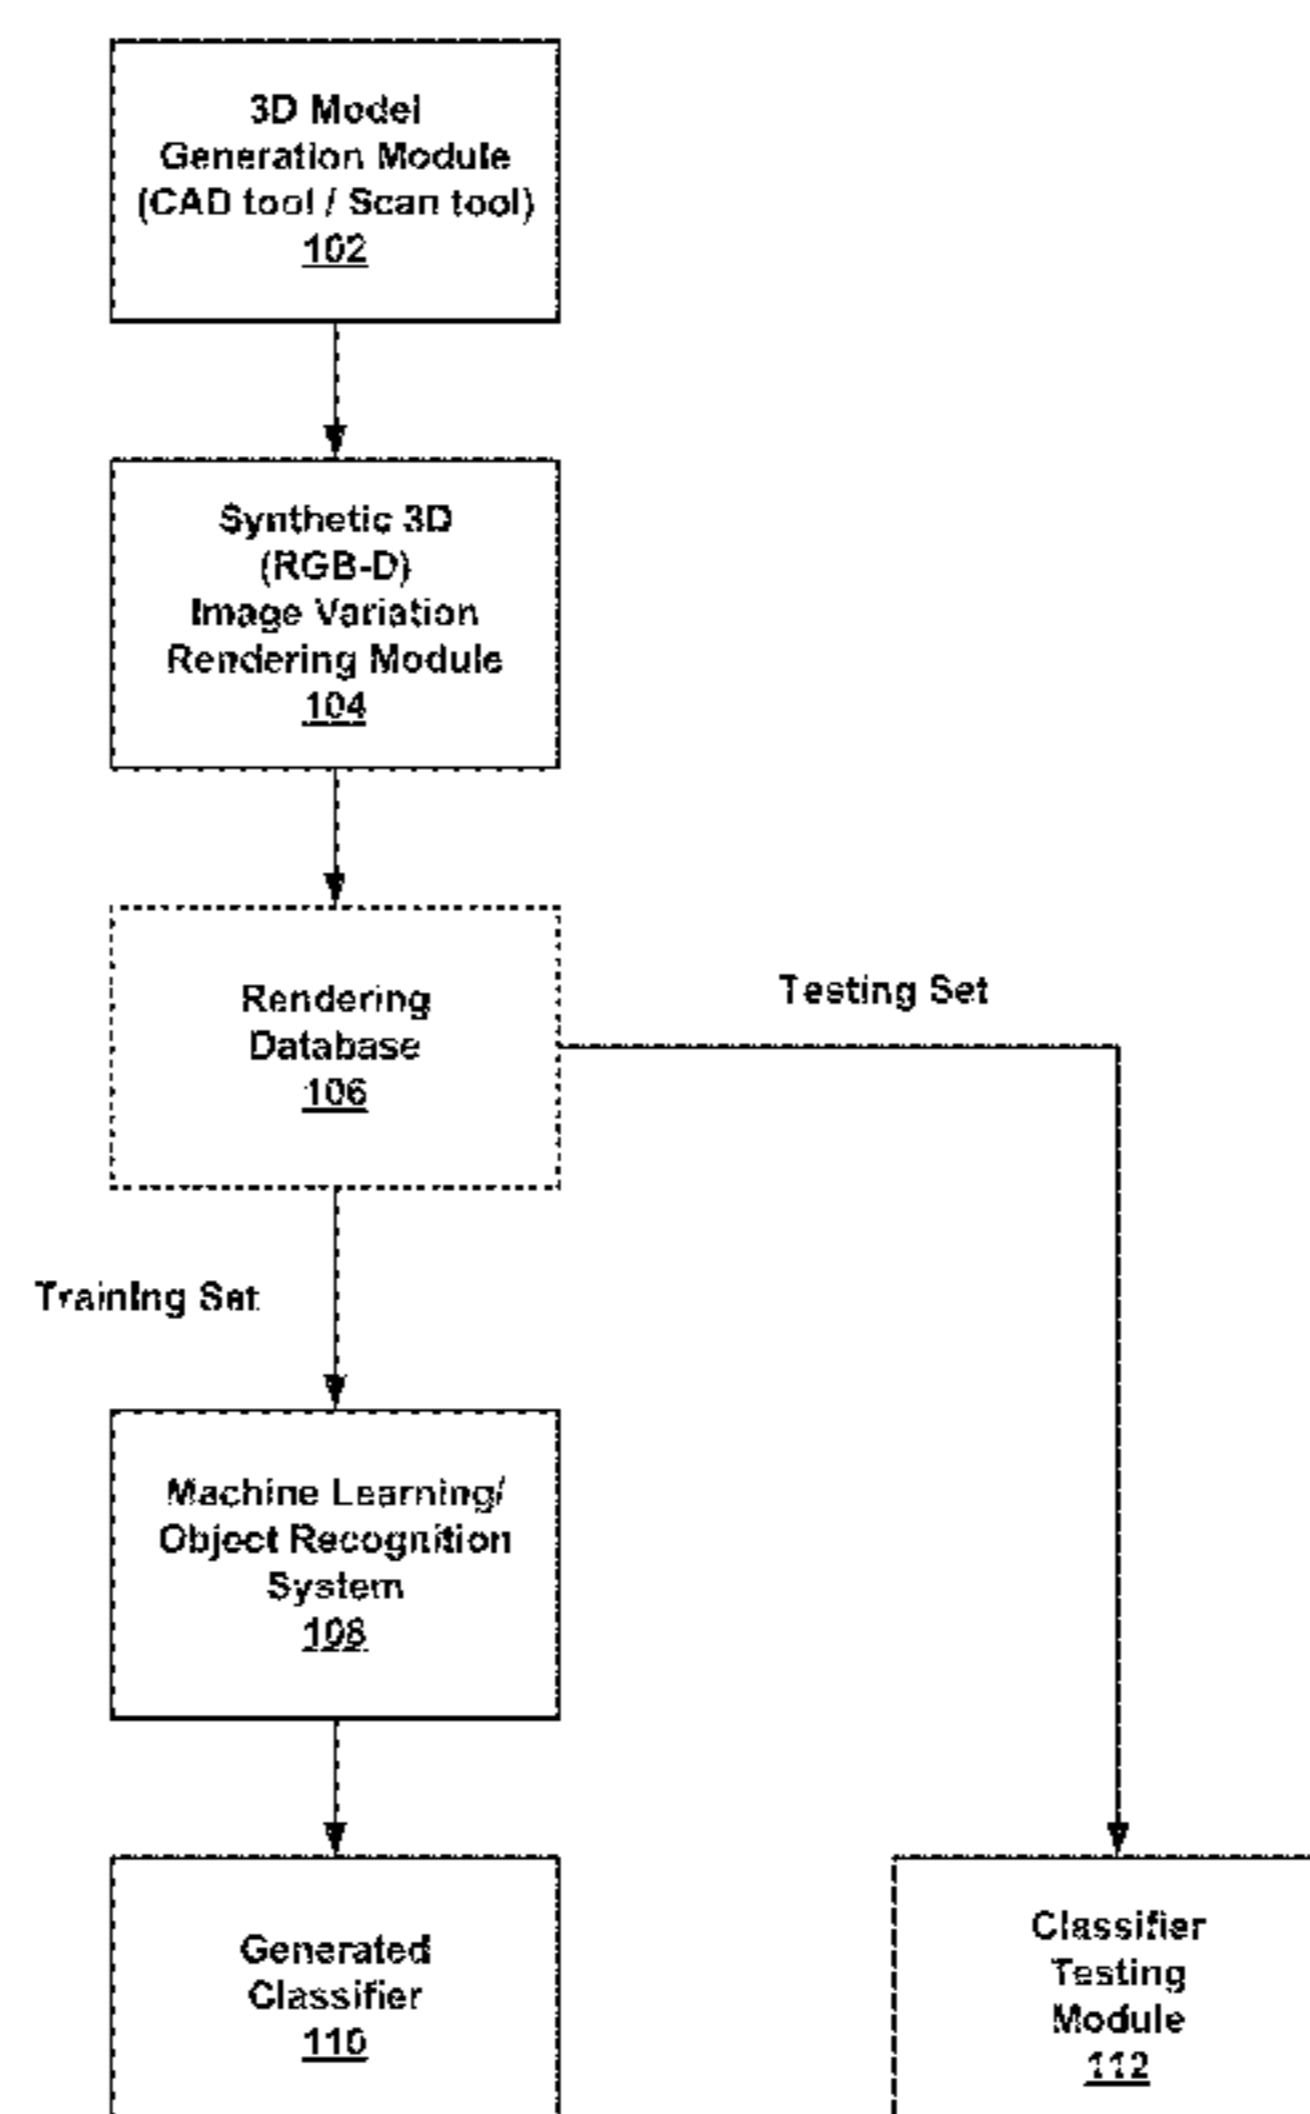 3D Model
Generation Module
(CAD tool / Scan tool)
102
Synthetic 3D
(RGB-D)
Image Variation
Rendering Module
104
Rendering
Database
106
Testing Set
Training Set
Machine Learning/
Object Recognition
System
108
Generated
Classifier
110
Classifier
Testing
Module
112